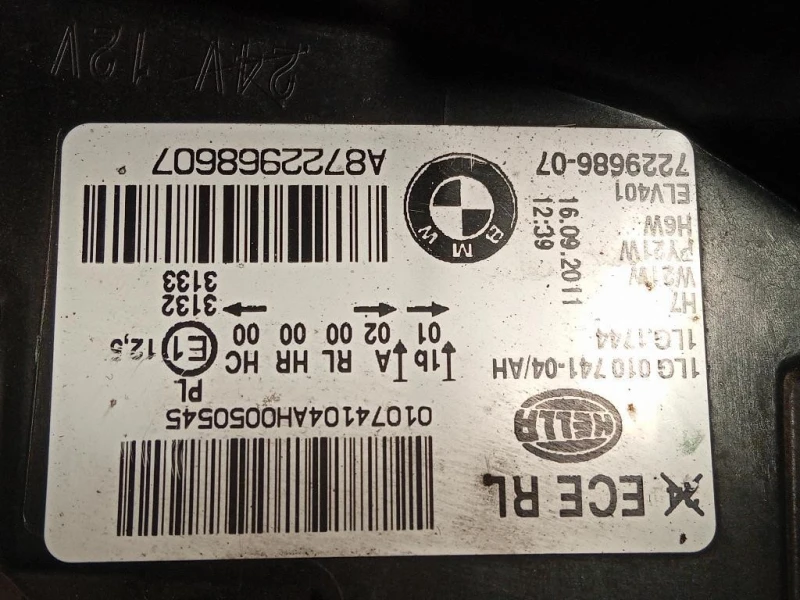 ECE RL
HELLA
01074104AH0050545
1LG 010 741-04/AH
1LG.1744
PL
E1 12,5
1b A RL HR HC
01 02 00 00 00
3132
3133
H7
W21W
PY21W
H6W
ELV401
16.09.2011
12:39
BMW
7229686-07
A8722968607
24V 12V